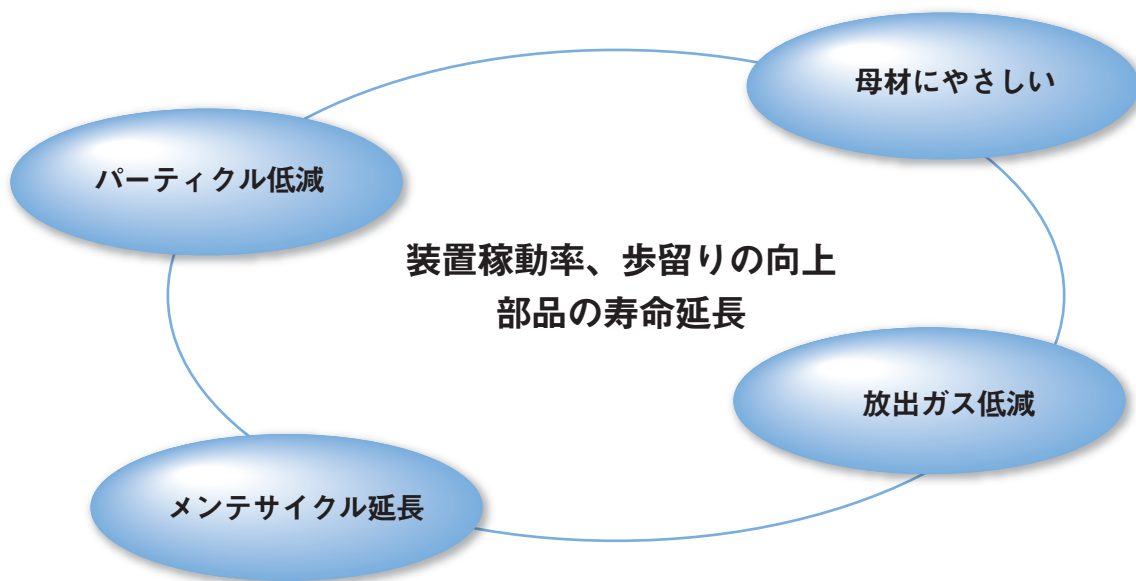 母材にやさしい
パーティクル低減
装置稼動率、歩留りの向上
部品の寿命延長
放出ガス低減
メンテサイクル延長